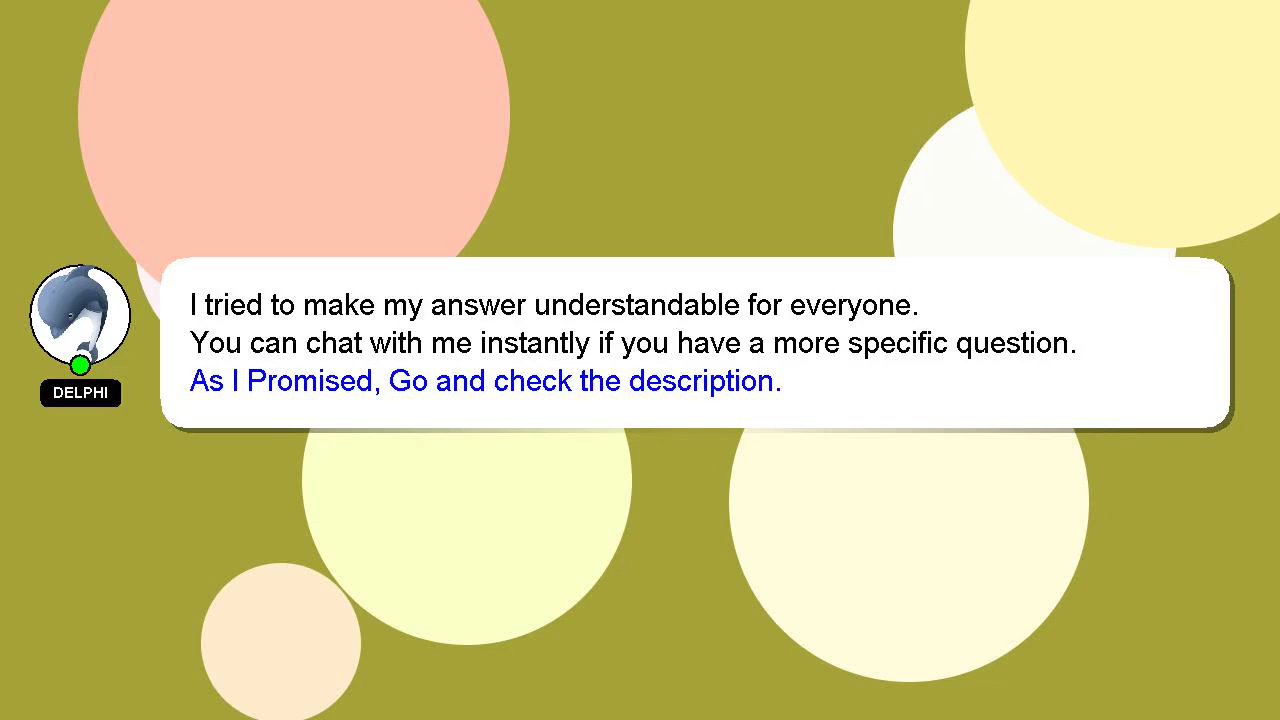 I tried to make my answer understandable for everyone.
You can chat with me instantly if you have a more specific question.
As I Promised, Go and check the description.
DELPHI